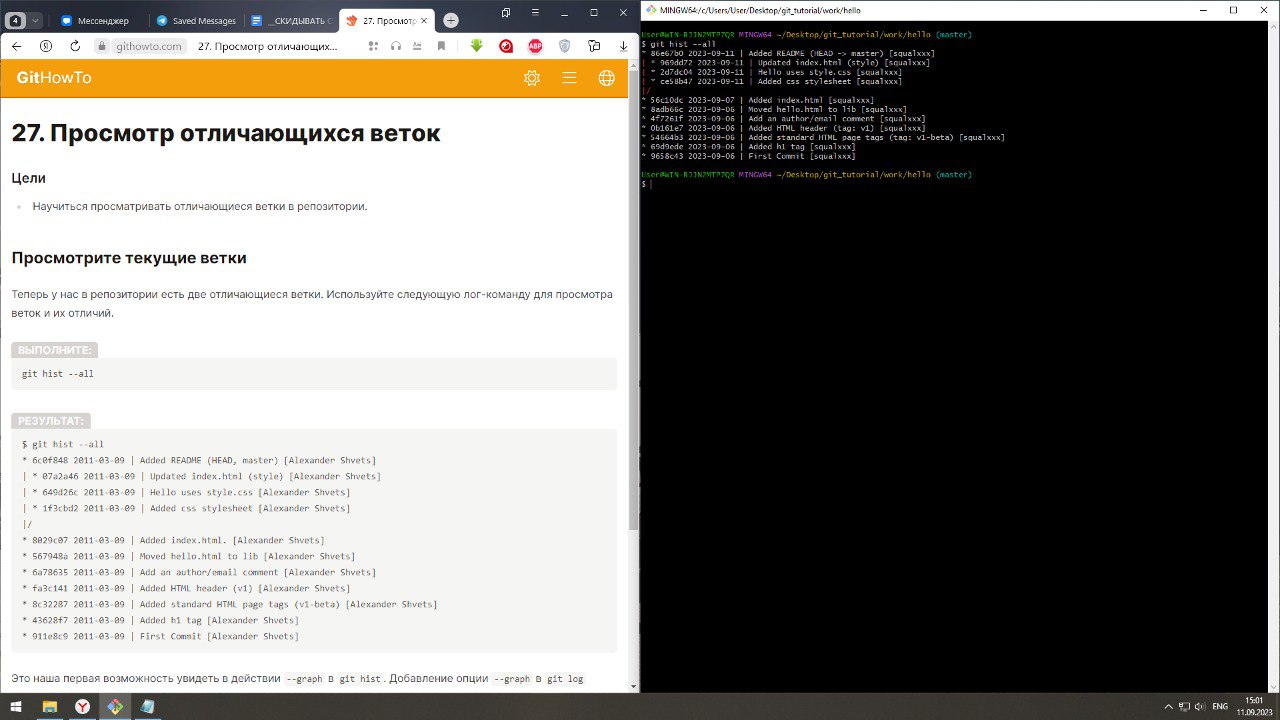 4
Мессенджер
Saved Messages
__СКИДЫВАТЬ С
27. Просмотр
githowto.com
27. Просмотр отличающихс...
ABP
GitHowTo
27. Просмотр отличающихся веток
Цели
Научиться просматривать отличающиеся ветки в репозитории.
Просмотрите текущие ветки
Теперь у нас в репозитории есть две отличающиеся ветки. Используйте следующую лог-команду для просмотра
веток и их отличий.
ВЫПОЛНИТЕ:
git hist --all
РЕЗУЛЬТАТ:
$ git hist --all
* 6c0f848 2011-03-09 | Added README (HEAD, master) [Alexander Shvets]
| * 07a2a46 2011-03-09 | Updated index.html (style) [Alexander Shvets]
| * 649d26c 2011-03-09 | Hello uses style.css [Alexander Shvets]
| * 1f3cbd2 2011-03-09 | Added css stylesheet [Alexander Shvets]
|/
* 8029c07 2011-03-09 | Added index.html. [Alexander Shvets]
* 567948a 2011-03-09 | Moved hello.html to lib [Alexander Shvets]
* 6a78635 2011-03-09 | Add an author/email comment [Alexander Shvets]
* fa3c141 2011-03-09 | Added HTML header (v1) [Alexander Shvets]
* 8c32287 2011-03-09 | Added standard HTML page tags (v1-beta) [Alexander Shvets]
* 43628f7 2011-03-09 | Added h1 tag [Alexander Shvets]
* 911e8c9 2011-03-09 | First Commit [Alexander Shvets]
Это наша первая возможность увидеть в действии --graph в git hist. Добавление опции --graph в git log
MINGW64:/c/Users/User/Desktop/git_tutorial/work/hello
User@WIN-RJJN2MTP7QR MINGW64 ~/Desktop/git_tutorial/work/hello (master)
$ git hist --all
* 86e67b0 2023-09-11 | Added README (HEAD -> master) [squalxxx]
| * 969dd72 2023-09-11 | Updated index.html (style) [squalxxx]
| * 2d7dc04 2023-09-11 | Hello uses style.css [squalxxx]
| * ce58b47 2023-09-11 | Added css stylesheet [squalxxx]
|/
* 56c10dc 2023-09-07 | Added index.html [squalxxx]
* 8adb66c 2023-09-06 | Moved hello.html to lib [squalxxx]
* 4f7261f 2023-09-06 | Add an author/email comment [squalxxx]
* 0b161e7 2023-09-06 | Added HTML header (tag: v1) [squalxxx]
* 54664b3 2023-09-06 | Added standard HTML page tags (tag: v1-beta) [squalxxx]
* 69d9ede 2023-09-06 | Added h1 tag [squalxxx]
* 9658c43 2023-09-06 | First Commit [squalxxx]
User@WIN-RJJN2MTP7QR MINGW64 ~/Desktop/git_tutorial/work/hello (master)
$
ENG
15:01
11.09.2023